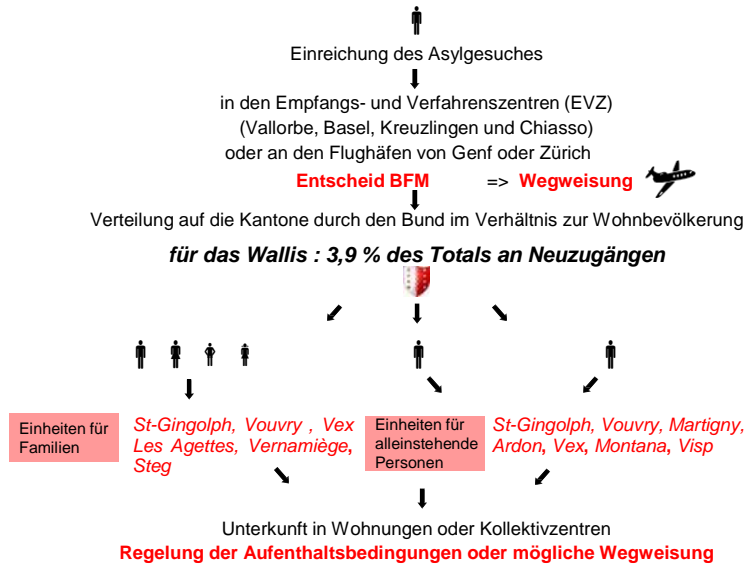 Einreichung des Asylgesuches
in den Empfangs- und Verfahrenszentren (EVZ)
(Vallorbe, Basel, Kreuzlingen und Chiasso)
oder an den Flughäfen von Genf oder Zürich
Entscheid BFM => Wegweisung
Verteilung auf die Kantone durch den Bund im Verhältnis zur Wohnbevölkerung
für das Wallis : 3,9 % des Totals an Neuzugängen
Einheiten für
Familien
St-Gingolph, Vouvry , Vex
Les Agettes, Vernamiège,
Steg
Einheiten für
alleinstehende
Personen
St-Gingolph, Vouvry, Martigny,
Ardon, Vex, Montana, Visp
Unterkunft in Wohnungen oder Kollektivzentren
Regelung der Aufenthaltsbedingungen oder mögliche Wegweisung